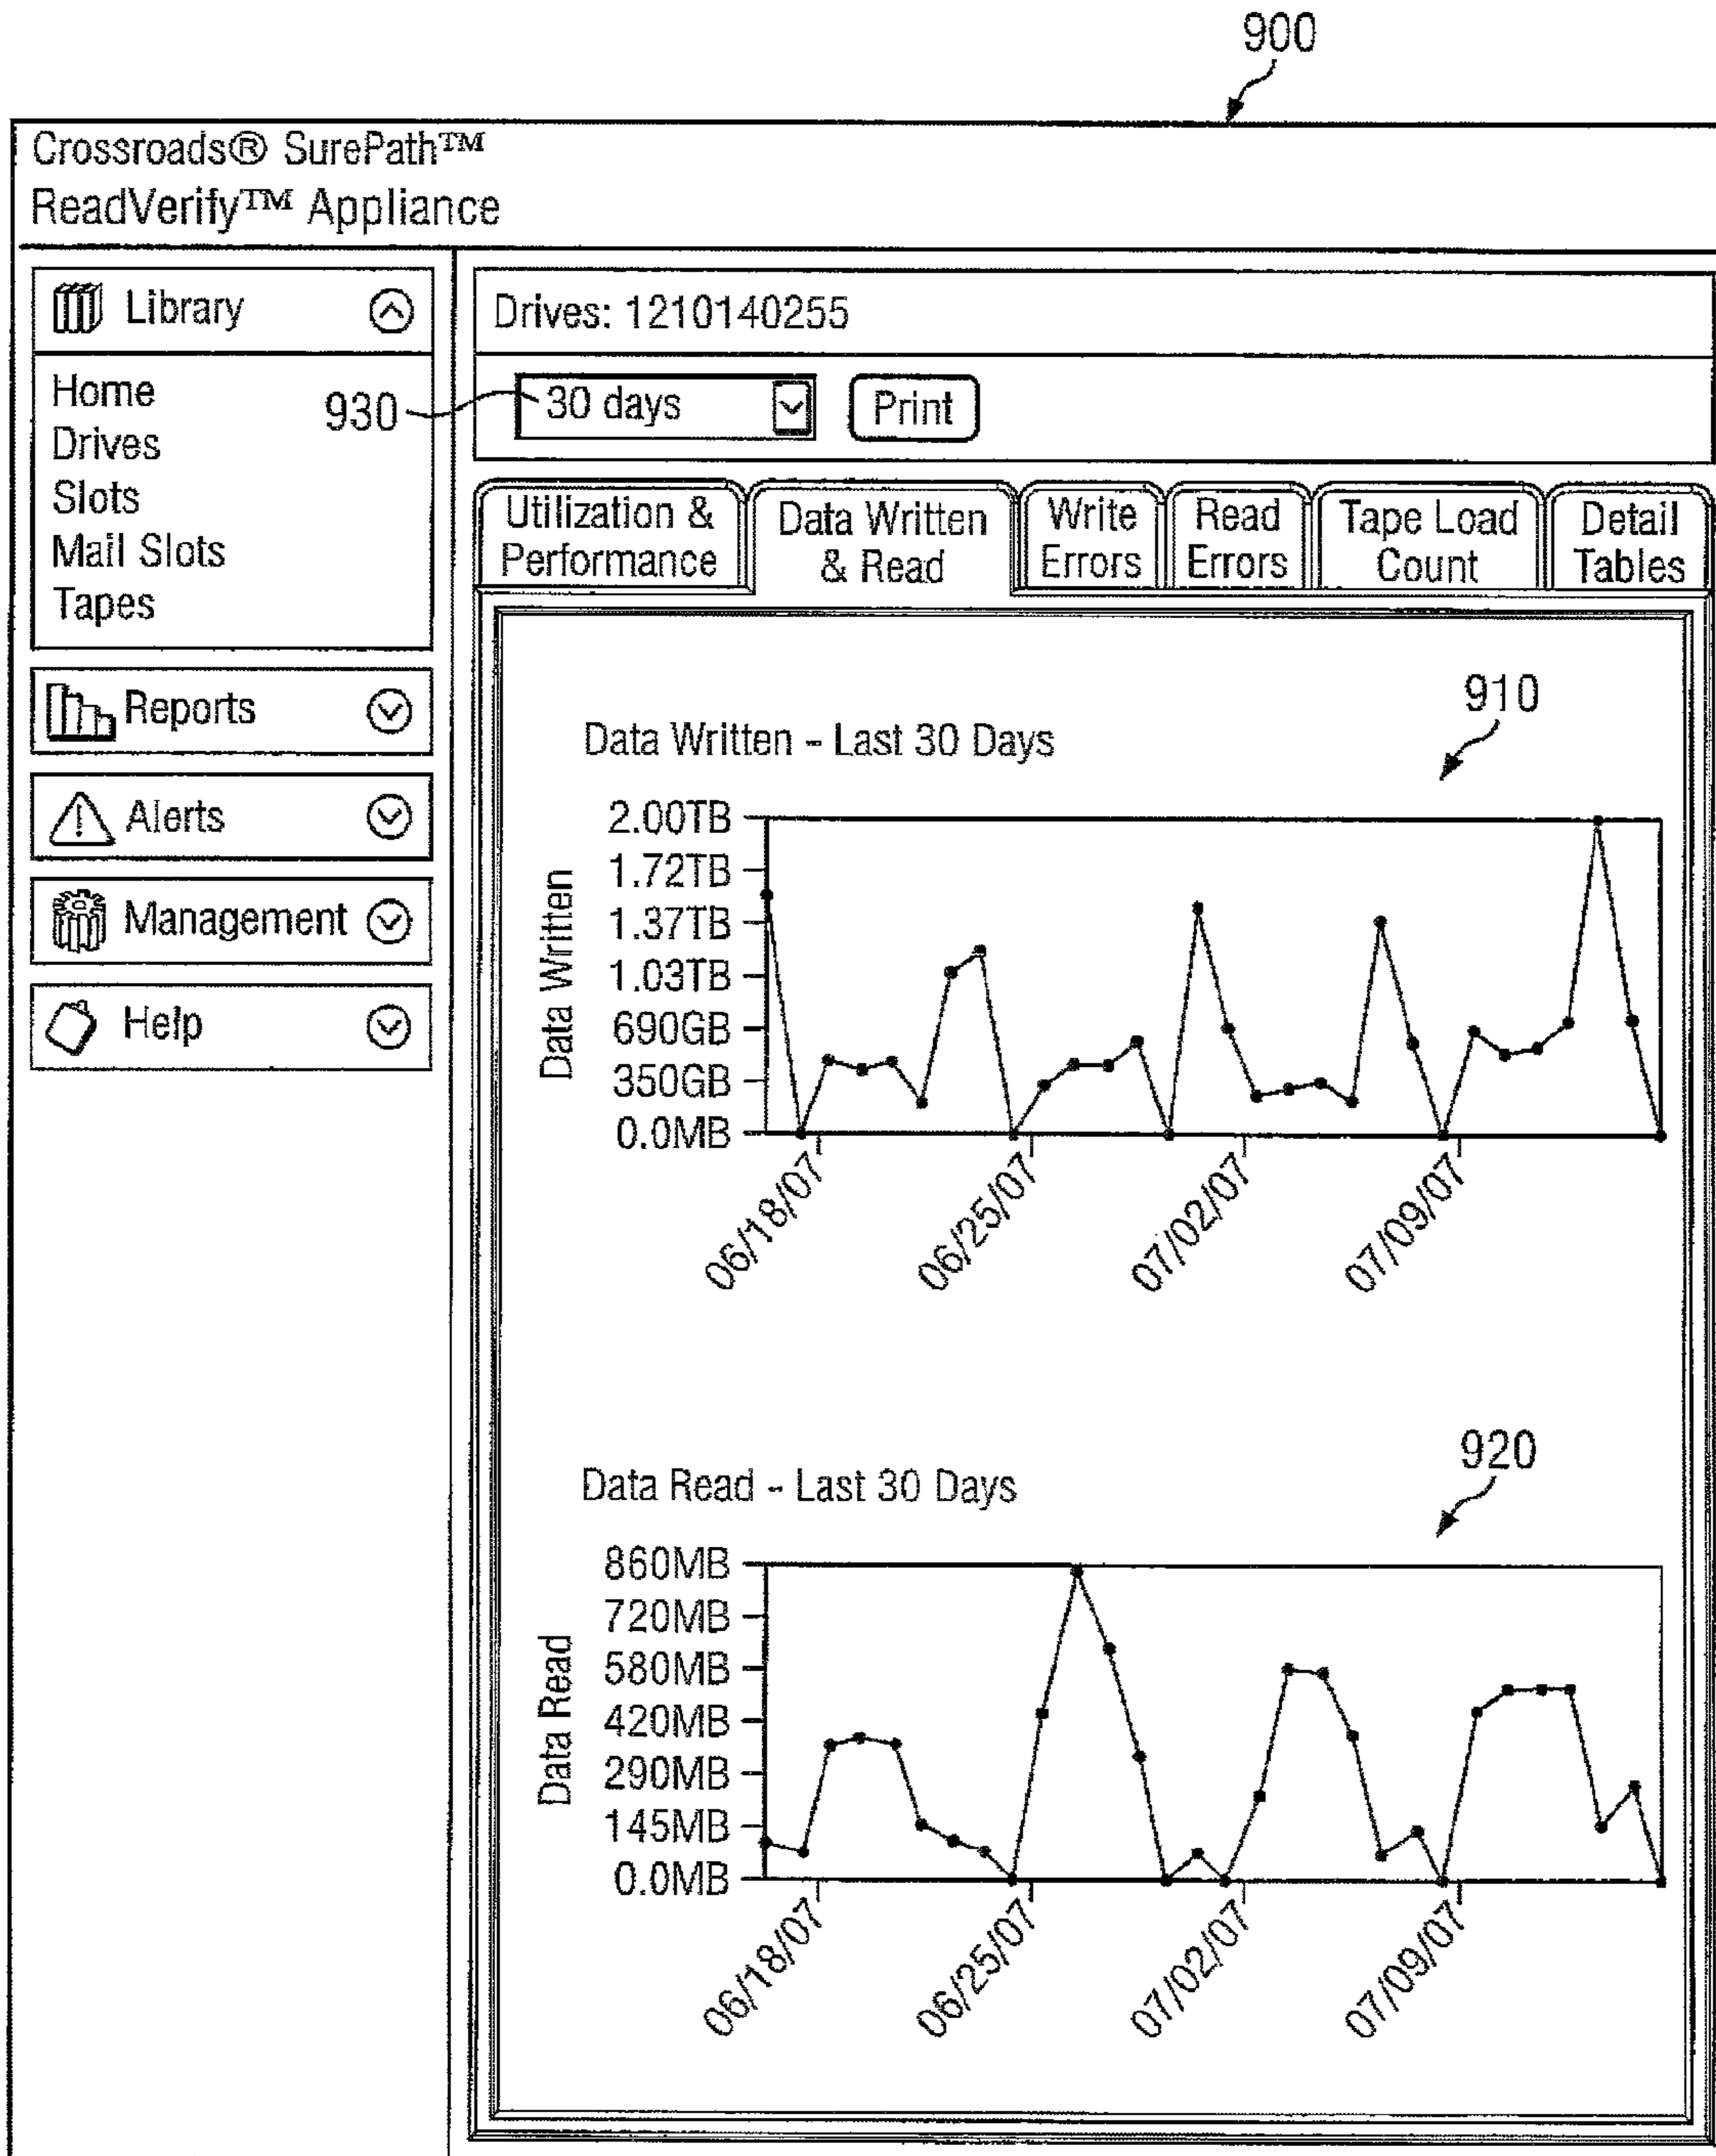 900
Crossroads® SurePath™
ReadVerify™ Appliance
Library
Home
Drives
Slots
Mail Slots
Tapes
Reports
Alerts
Management
Help
Drives: 1210140255
930
30 days
Print
Utilization &
Performance
Data Written
& Read
Write
Errors
Read
Errors
Tape Load
Count
Detail
Tables
910
Data Written - Last 30 Days
Data Written
2.00TB
1.72TB
1.37TB
1.03TB
690GB
350GB
0.0MB
06/18/07
06/25/07
07/02/07
07/09/07
920
Data Read - Last 30 Days
Data Read
860MB
720MB
580MB
420MB
290MB
145MB
0.0MB
06/18/07
06/25/07
07/02/07
07/09/07